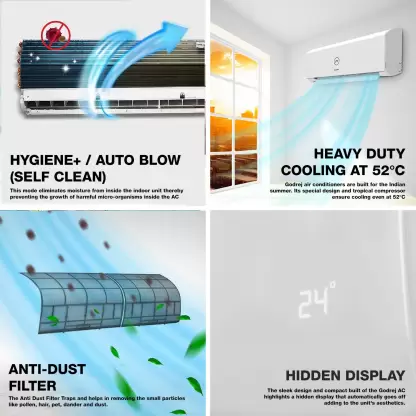 HYGIENE+ / AUTO BLOW
(SELF CLEAN)
This mode eliminates moisture from inside the indoor unit thereby
preventing the growth of harmful micro-organisms inside the AC
HEAVY DUTY
COOLING AT 52°C
Godrej air conditioners are built for the Indian
summer. Its special design and tropical compressor
ensure cooling even at 52°C
ANTI-DUST
FILTER
The Anti Dust Filter Traps and helps in removing the small particles
like pollen, hair, pet, dander and dust.
24°
HIDDEN DISPLAY
The sleek design and compact built of the Godrej AC
highlights a hidden display that automatically goes off
adding to the unit's aesthetics.